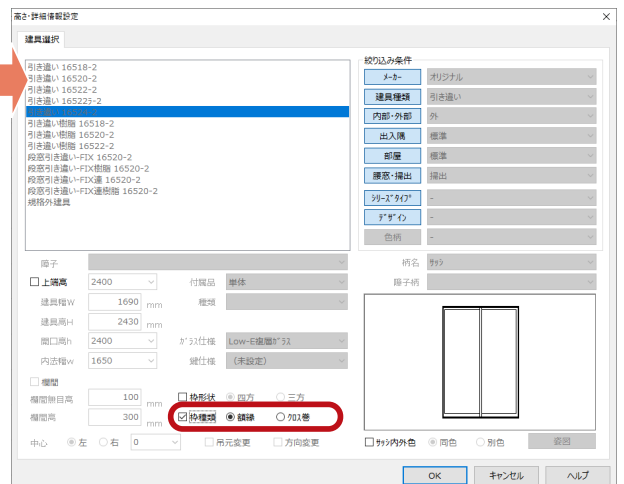 高さ・詳細情報設定
建具選択
引き違い 16518-2
引き違い 16520-2
引き違い 16522-2
引き違い 165225-2
引き違い樹脂 16518-2
引き違い樹脂 16520-2
引き違い樹脂 16522-2
段窓引き違い-FIX 16520-2
段窓引き違い-FIX樹脂 16520-2
段窓引き違い-FIX連 16520-2
段窓引き違い-FIX連樹脂 16520-2
規格外建具
絞り込み条件
メーカー オリジナル
建具種類 引き違い
内部・外部 外
出入隅 標準
部屋 標準
腰窓・掃出 掃出
シリーズタイプ -
デザイン -
色柄 -
障子 柄名 サッシ
上端高 2400 付属品 単体 障子柄
建具幅W 1690 mm 種類
建具高H 2430 mm
開口高h 2400 ガラス仕様 Low-E複層ガラス
内法幅w 1650 鍵仕様 (未設定)
欄間
欄間無目高 100 mm 枠形状 四方 三方
欄間高 300 mm 枠種類 額縁 クロス巻
中心 左 右 0 吊元変更 方向変更 サッシ内外色 同色 別色 姿図
OK キャンセル ヘルプ